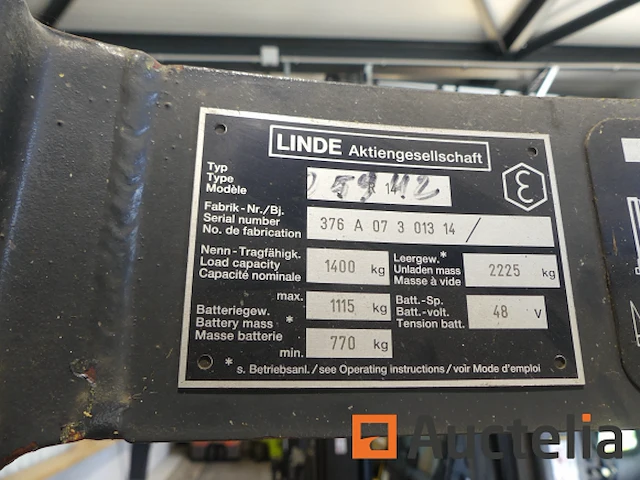 LINDE Aktiengesellschaft
Typ
Type
Modèle
R 14
Fabrik-Nr./Bj.
Serial number
No. de fabrication
376 A 07 3 013 14 /
Nenn-Tragfähigk.
Load capacity
Capacité nominale
1400 kg
Leergew.*
Unladen mass
Masse à vide
2225 kg
Batteriegew.
Battery mass *
Masse batterie
max.
1115 kg
min.
770 kg
Batt.-Sp.
Batt.-volt.
Tension batt.
48 V
* s. Betriebsanl./see Operating instructions/voir Mode d'emploi
Auctelia